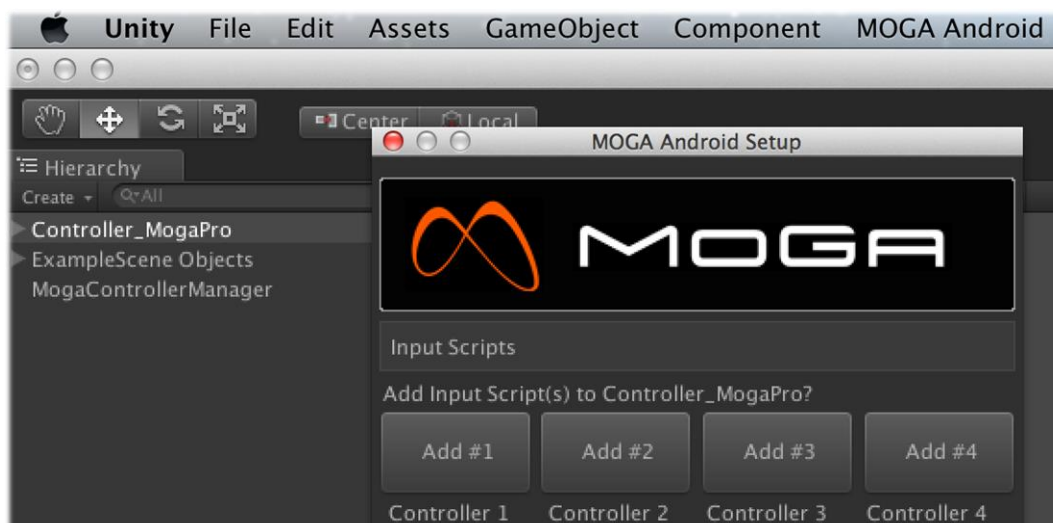 Unity File Edit Assets GameObject Component MOGA Android
Center Local
MOGA Android Setup
Hierarchy
Create All
MOGA
Controller_MogaPro
ExampleScene Objects
MogaControllerManager
Input Scripts
Add Input Script(s) to Controller_MogaPro?
Add #1 Add #2 Add #3 Add #4
Controller 1 Controller 2 Controller 3 Controller 4